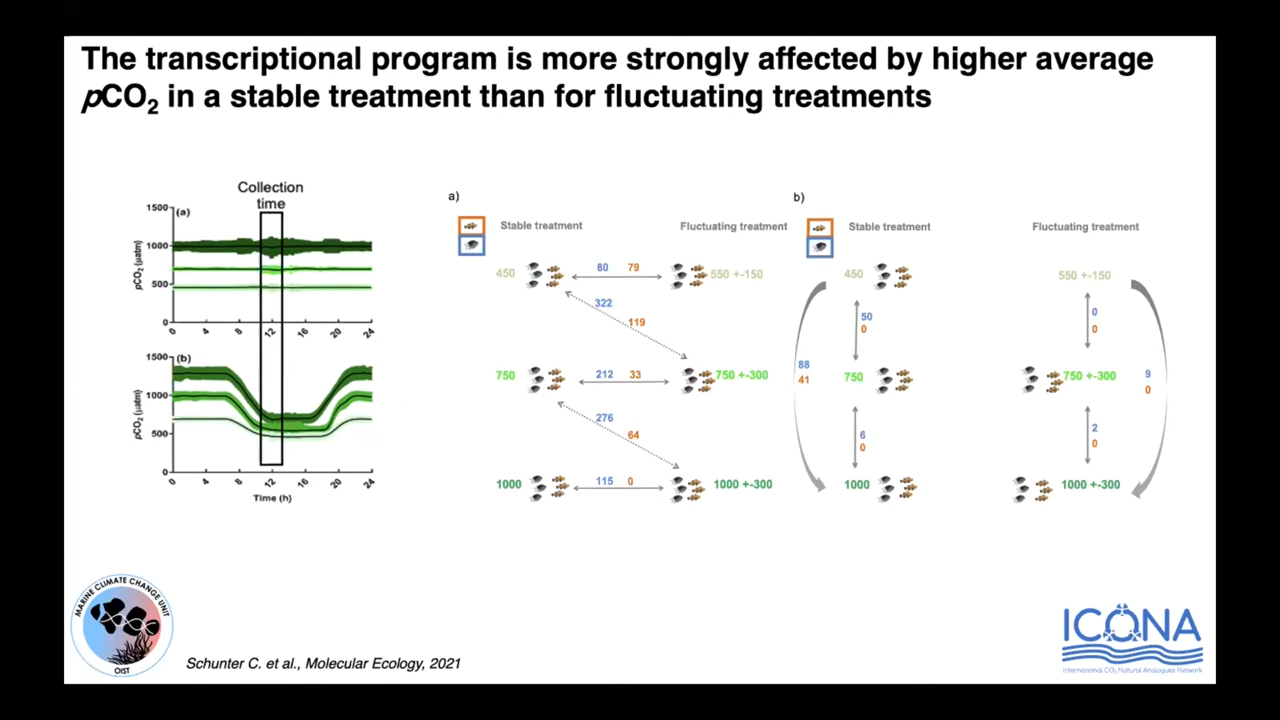 The transcriptional program is more strongly affected by higher average
pCO2 in a stable treatment than for fluctuating treatments
Collection
time
(a)
1500
1000
500
0
pCO2 (µatm)
0 4 8 12 16 20 24
(b)
1500
1000
500
0
pCO2 (µatm)
0 4 8 12 16 20 24
Time (h)
a)
Stable treatment
Fluctuating treatment
450
80 79
550 +-150
322
119
750
212 33
750 +-300
276
64
1000
115 0
1000 +-300
b)
Stable treatment
Fluctuating treatment
450
550 +-150
50
0
0
0
88
41
750
750 +-300
9
0
6
0
2
0
1000
1000 +-300
MARINE CLIMATE CHANGE UNIT
OIST
Schunter C. et al., Molecular Ecology, 2021
ICONA
International CO2 Natural Analogues Network